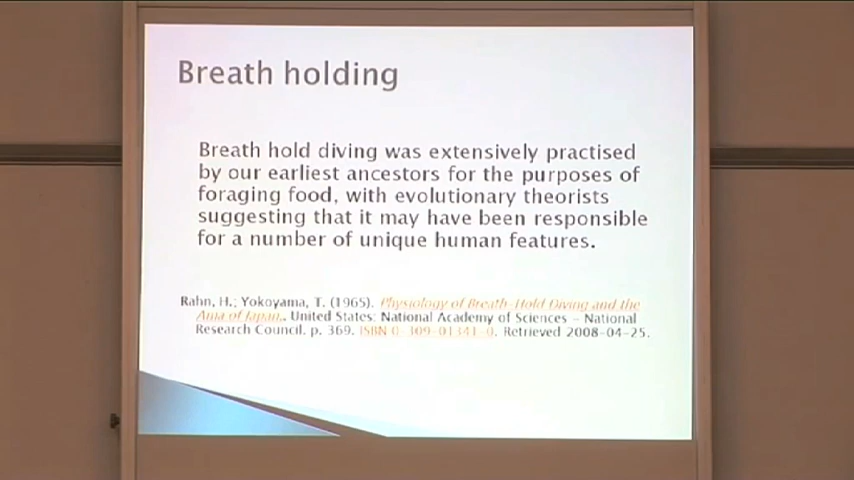 Breath holding
Breath hold diving was extensively practised
by our earliest ancestors for the purposes of
foraging food, with evolutionary theorists
suggesting that it may have been responsible
for a number of unique human features.
Rahn, H.; Yokoyama, T. (1965). Physiology of Breath-Hold Diving and the
Ama of Japan.. United States: National Academy of Sciences - National
Research Council. p. 369. ISBN 0-309-01341-0. Retrieved 2008-04-25.